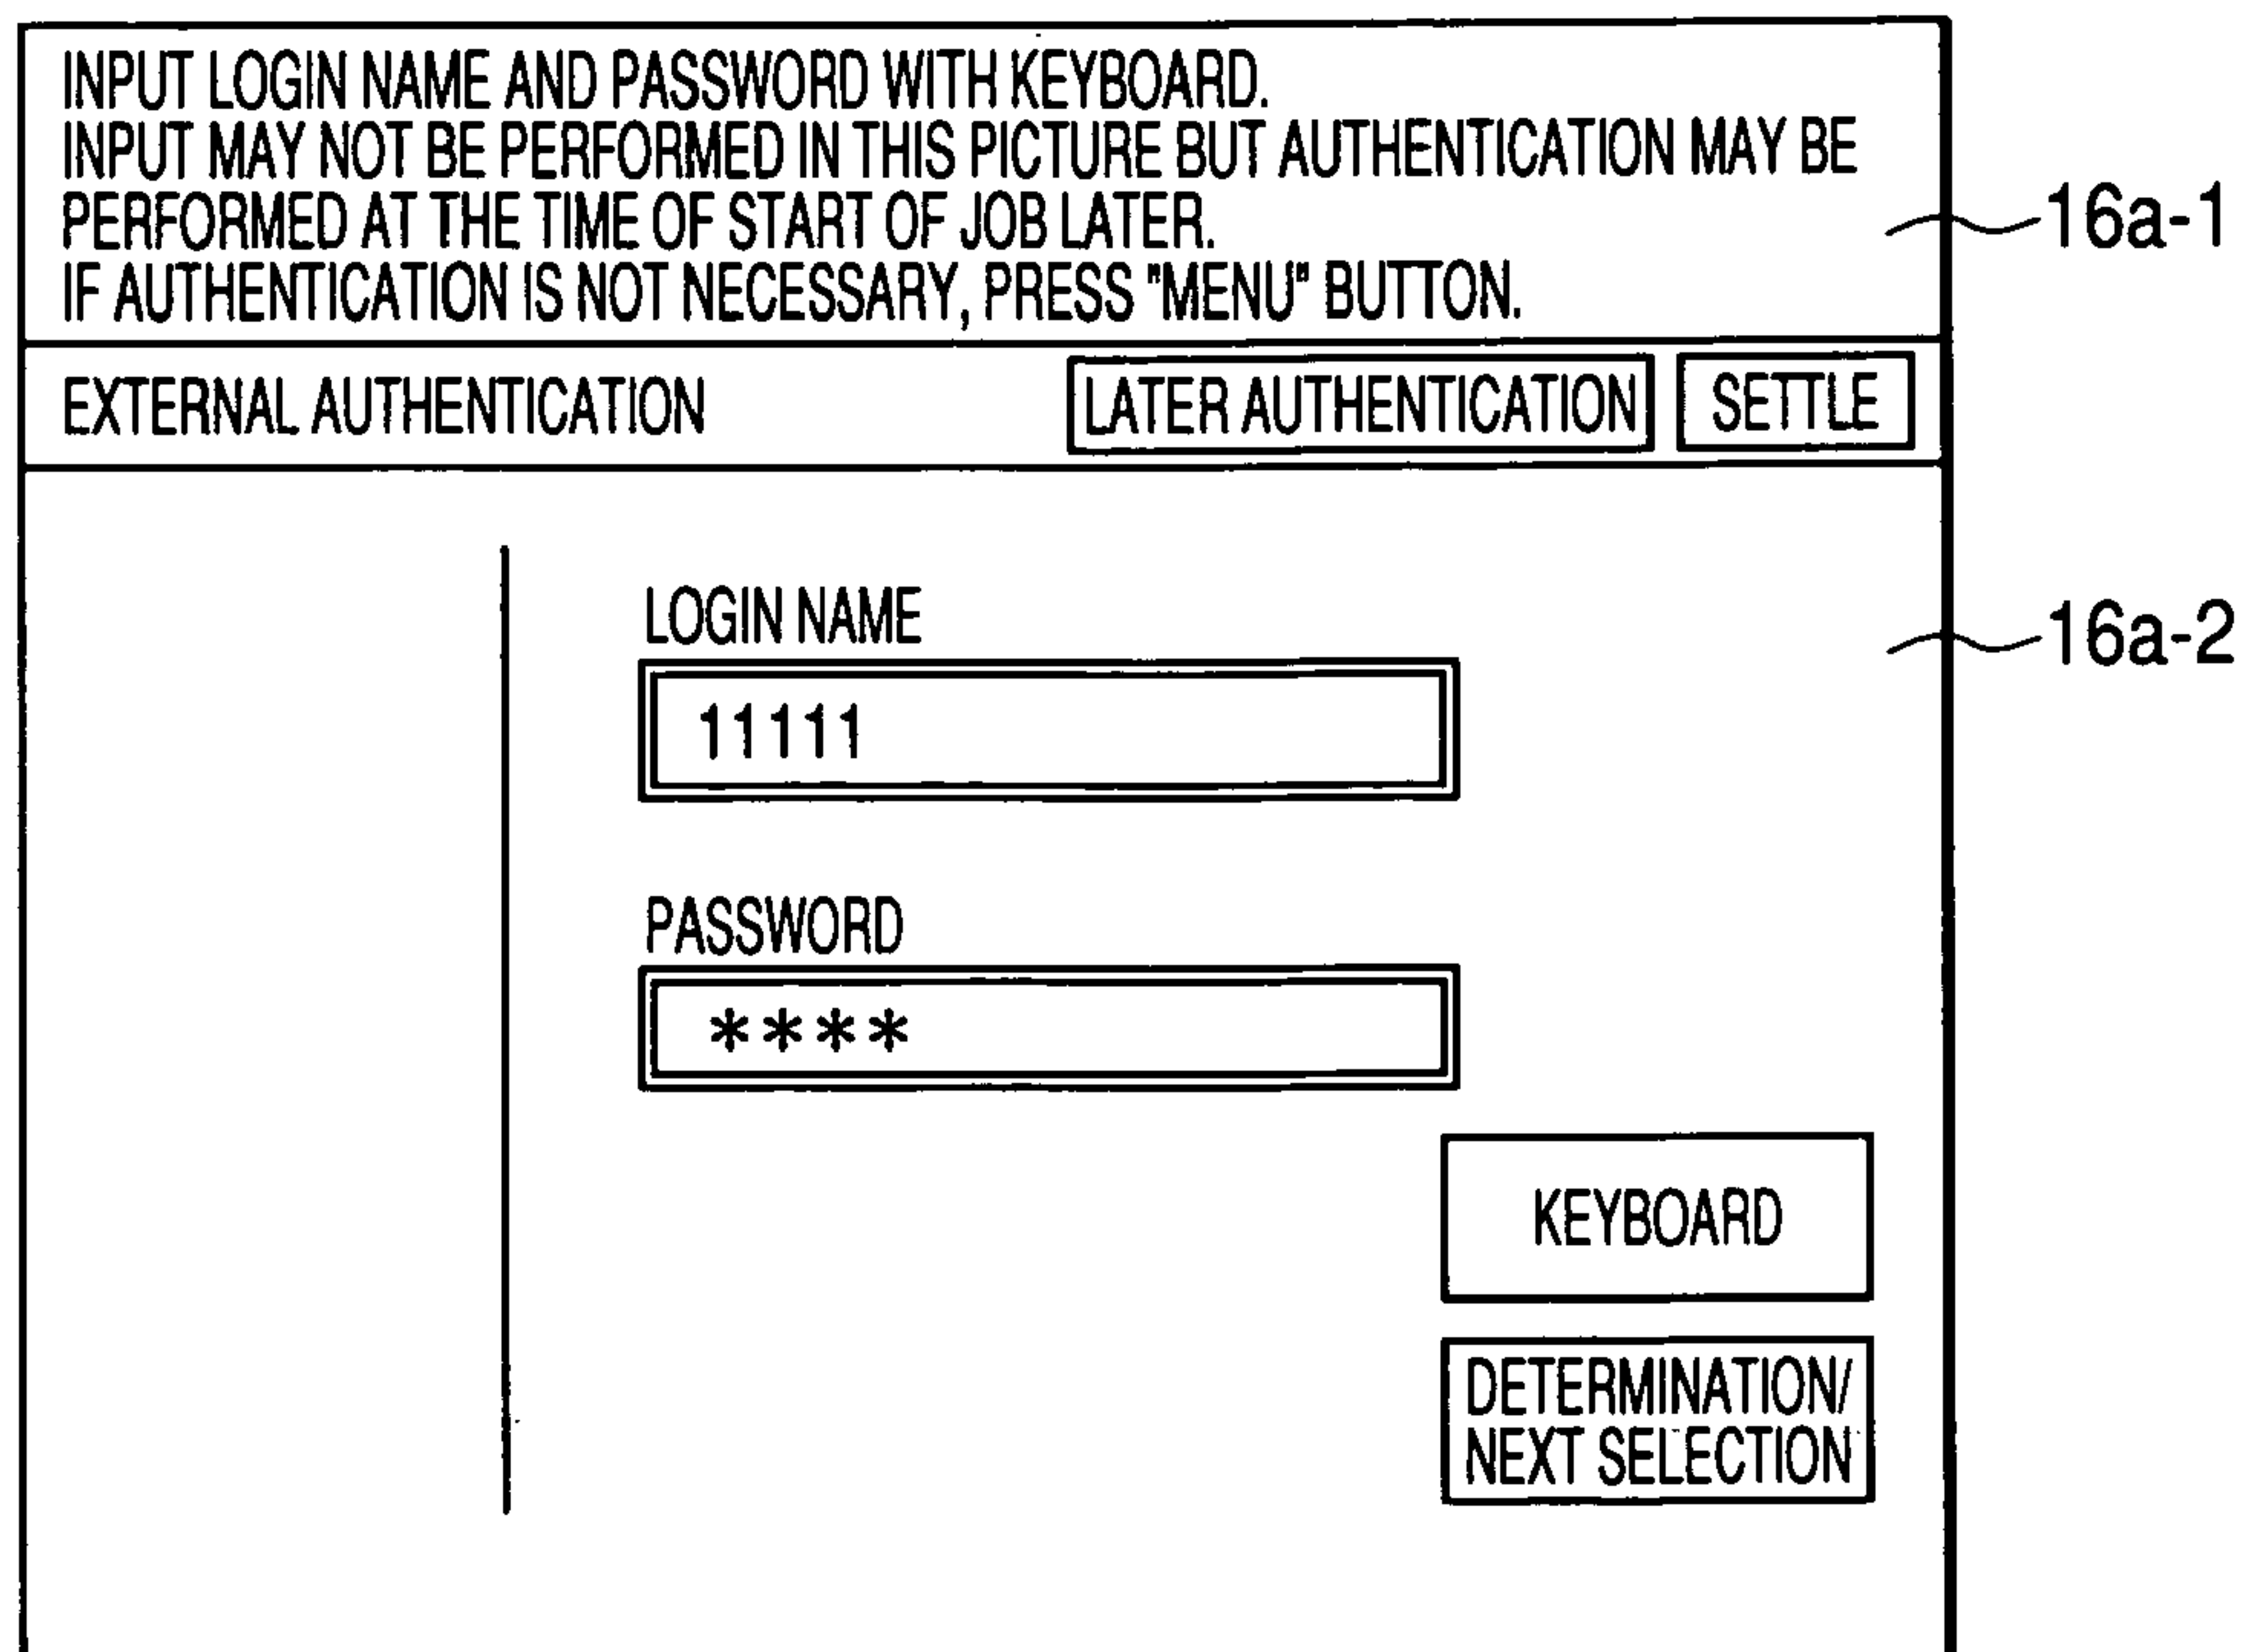 INPUT LOGIN NAME AND PASSWORD WITH KEYBOARD.
INPUT MAY NOT BE PERFORMED IN THIS PICTURE BUT AUTHENTICATION MAY BE
PERFORMED AT THE TIME OF START OF JOB LATER.
IF AUTHENTICATION IS NOT NECESSARY, PRESS "MENU" BUTTON.
16a-1
EXTERNAL AUTHENTICATION LATER AUTHENTICATION SETTLE
LOGIN NAME
16a-2
11111
PASSWORD
****
KEYBOARD
DETERMINATION/
NEXT SELECTION